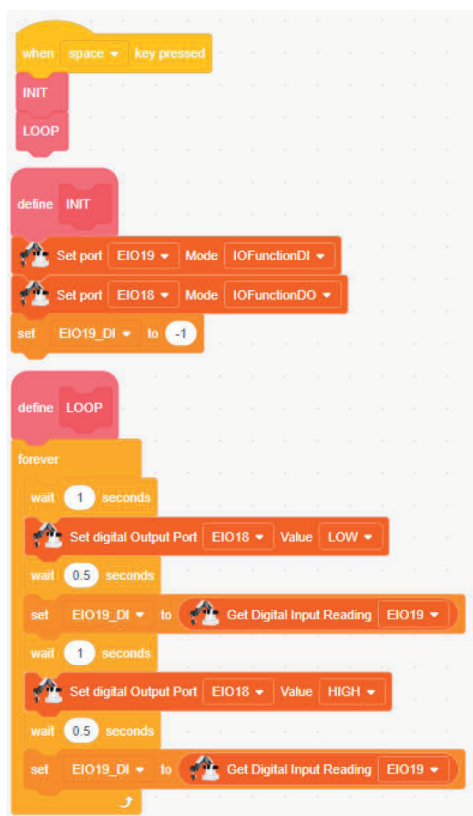 when space key pressed
INIT
LOOP
define INIT
Set port EIO19 Mode IOFunctionDI
Set port EIO18 Mode IOFunctionDO
set EIO19_DI to -1
define LOOP
forever
wait 1 seconds
Set digital Output Port EIO18 Value LOW
wait 0.5 seconds
set EIO19_DI to Get Digital Input Reading EIO19
wait 1 seconds
Set digital Output Port EIO18 Value HIGH
wait 0.5 seconds
set EIO19_DI to Get Digital Input Reading EIO19